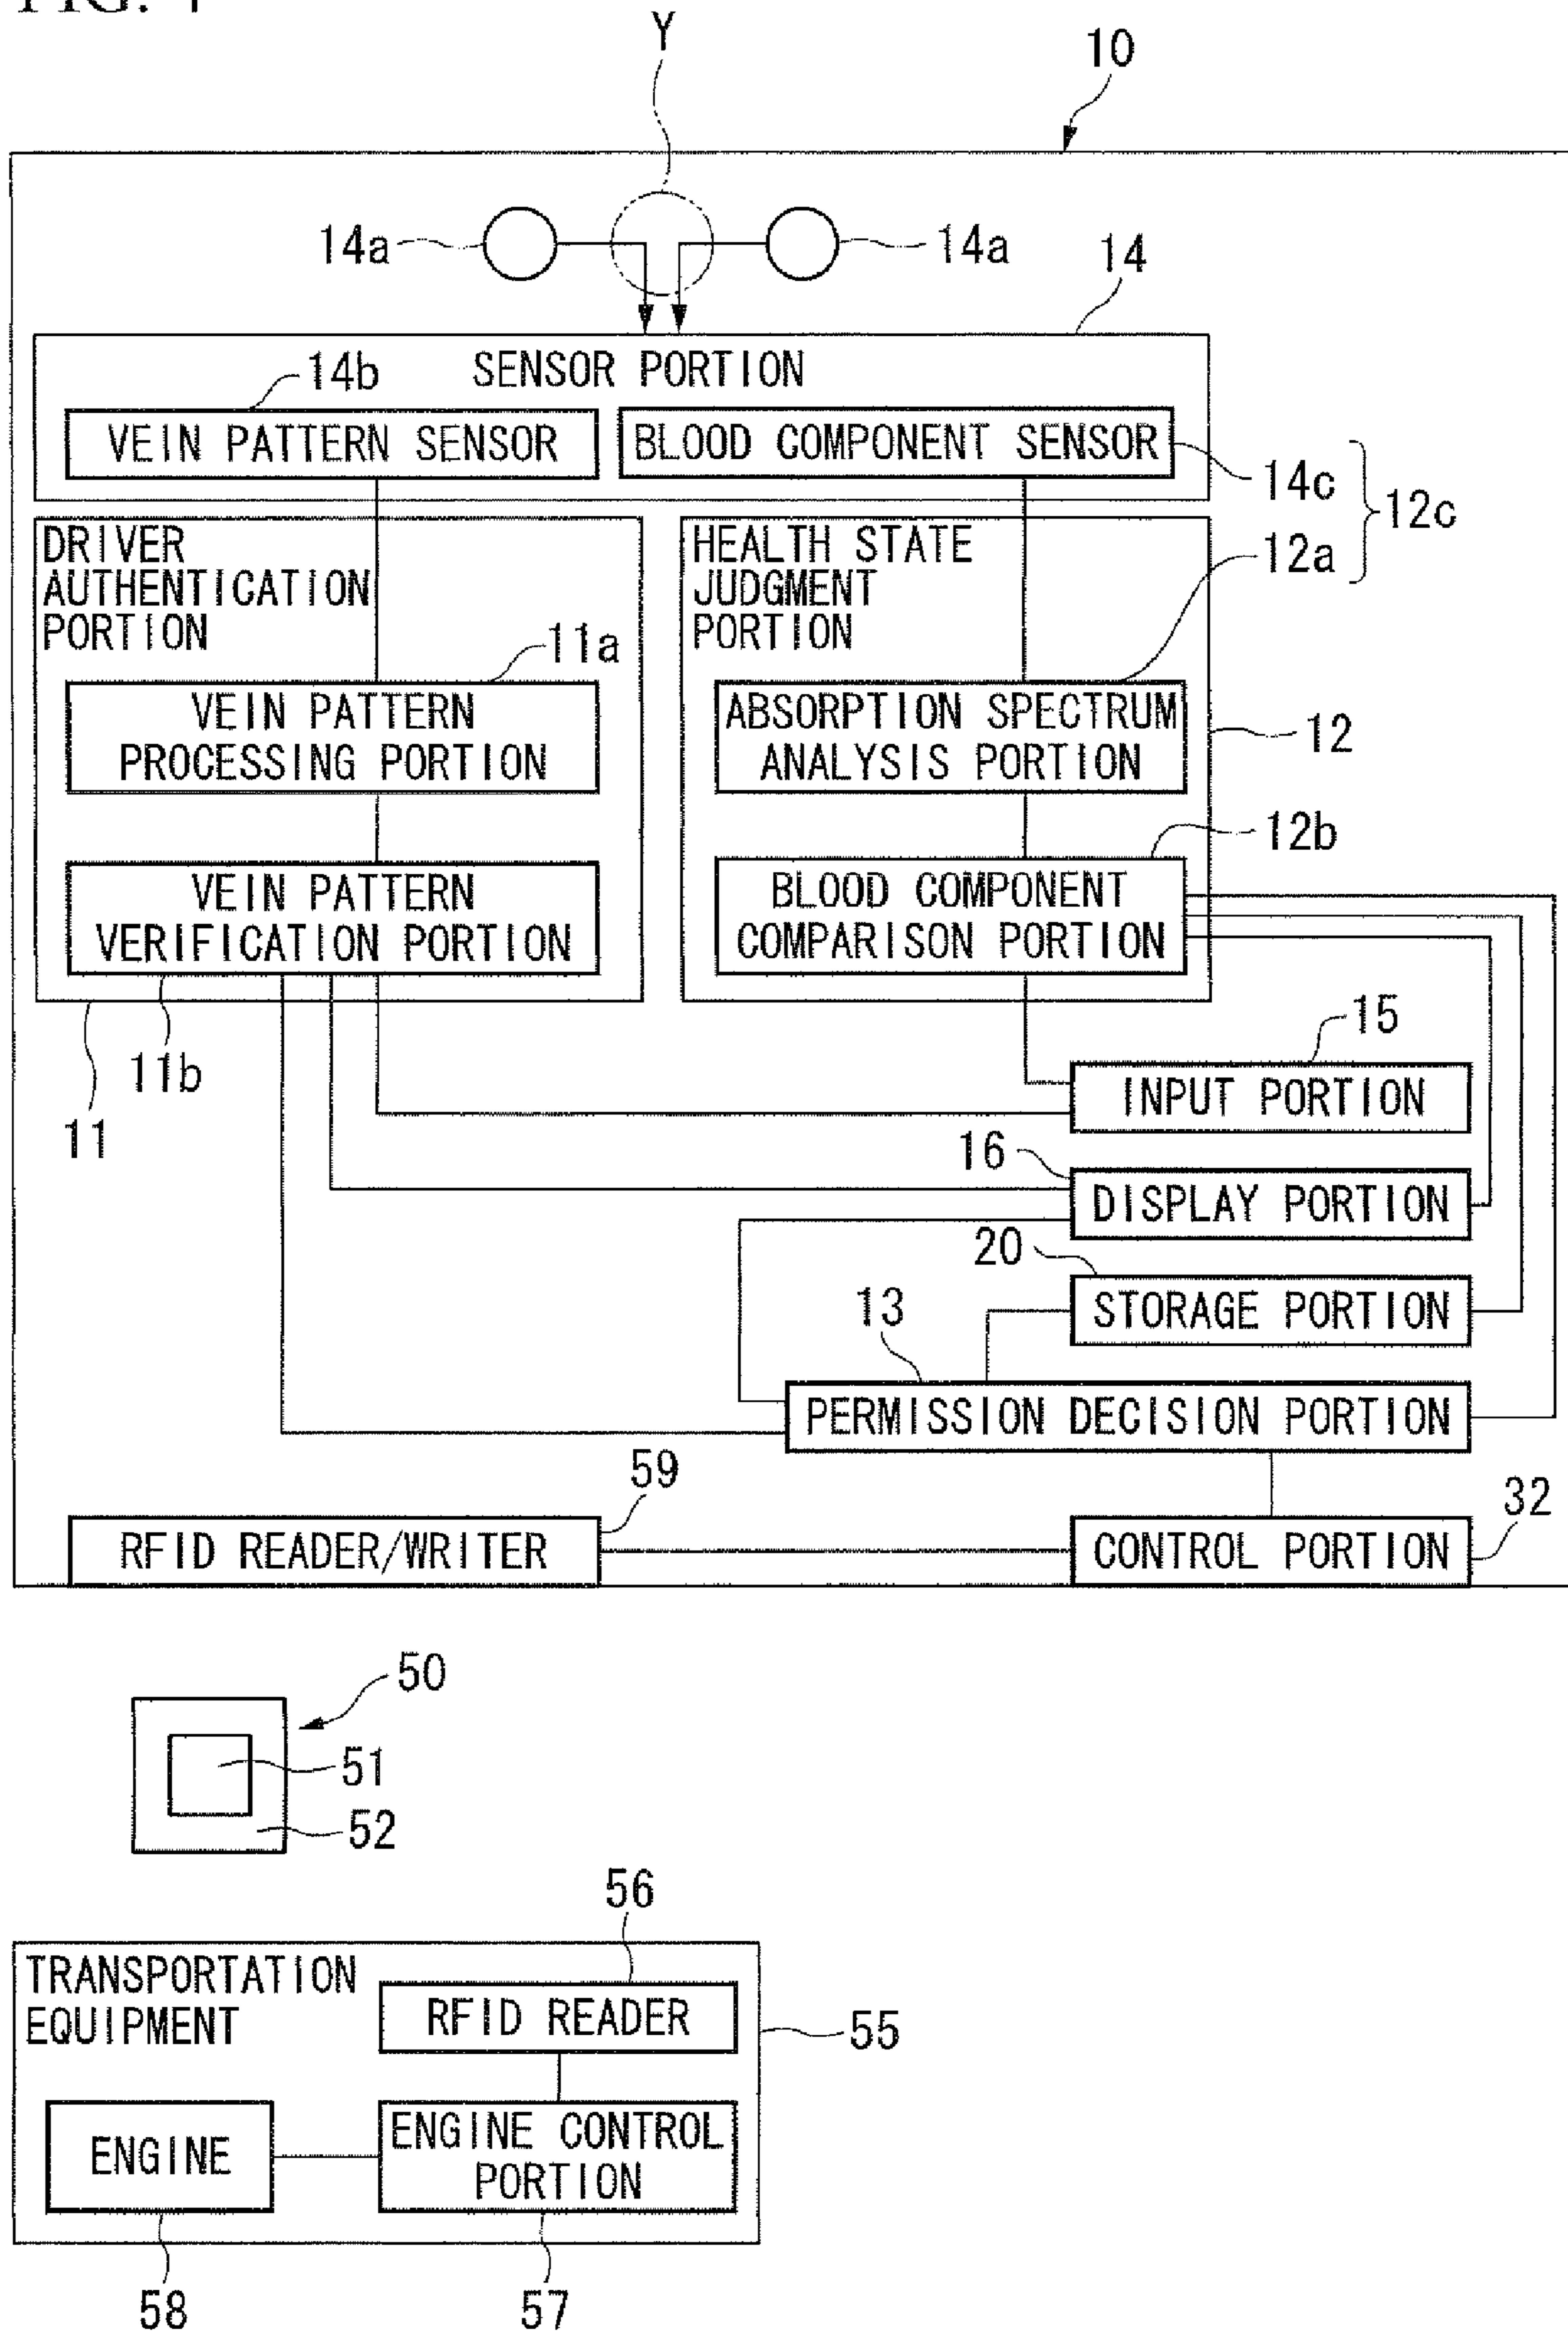 FIG. 4
Y
10
14a
14a
14
SENSOR PORTION
14b
VEIN PATTERN SENSOR
BLOOD COMPONENT SENSOR
14c
12c
DRIVER
AUTHENTICATION
PORTION
HEALTH STATE
JUDGMENT
PORTION
12a
11a
VEIN PATTERN
PROCESSING PORTION
ABSORPTION SPECTRUM
ANALYSIS PORTION
12
12b
VEIN PATTERN
VERIFICATION PORTION
BLOOD COMPONENT
COMPARISON PORTION
11b
11
15
INPUT PORTION
16
DISPLAY PORTION
20
STORAGE PORTION
13
PERMISSION DECISION PORTION
59
RFID READER/WRITER
32
CONTROL PORTION
50
51
52
56
TRANSPORTATION
EQUIPMENT
RFID READER
55
ENGINE
ENGINE CONTROL
PORTION
58
57